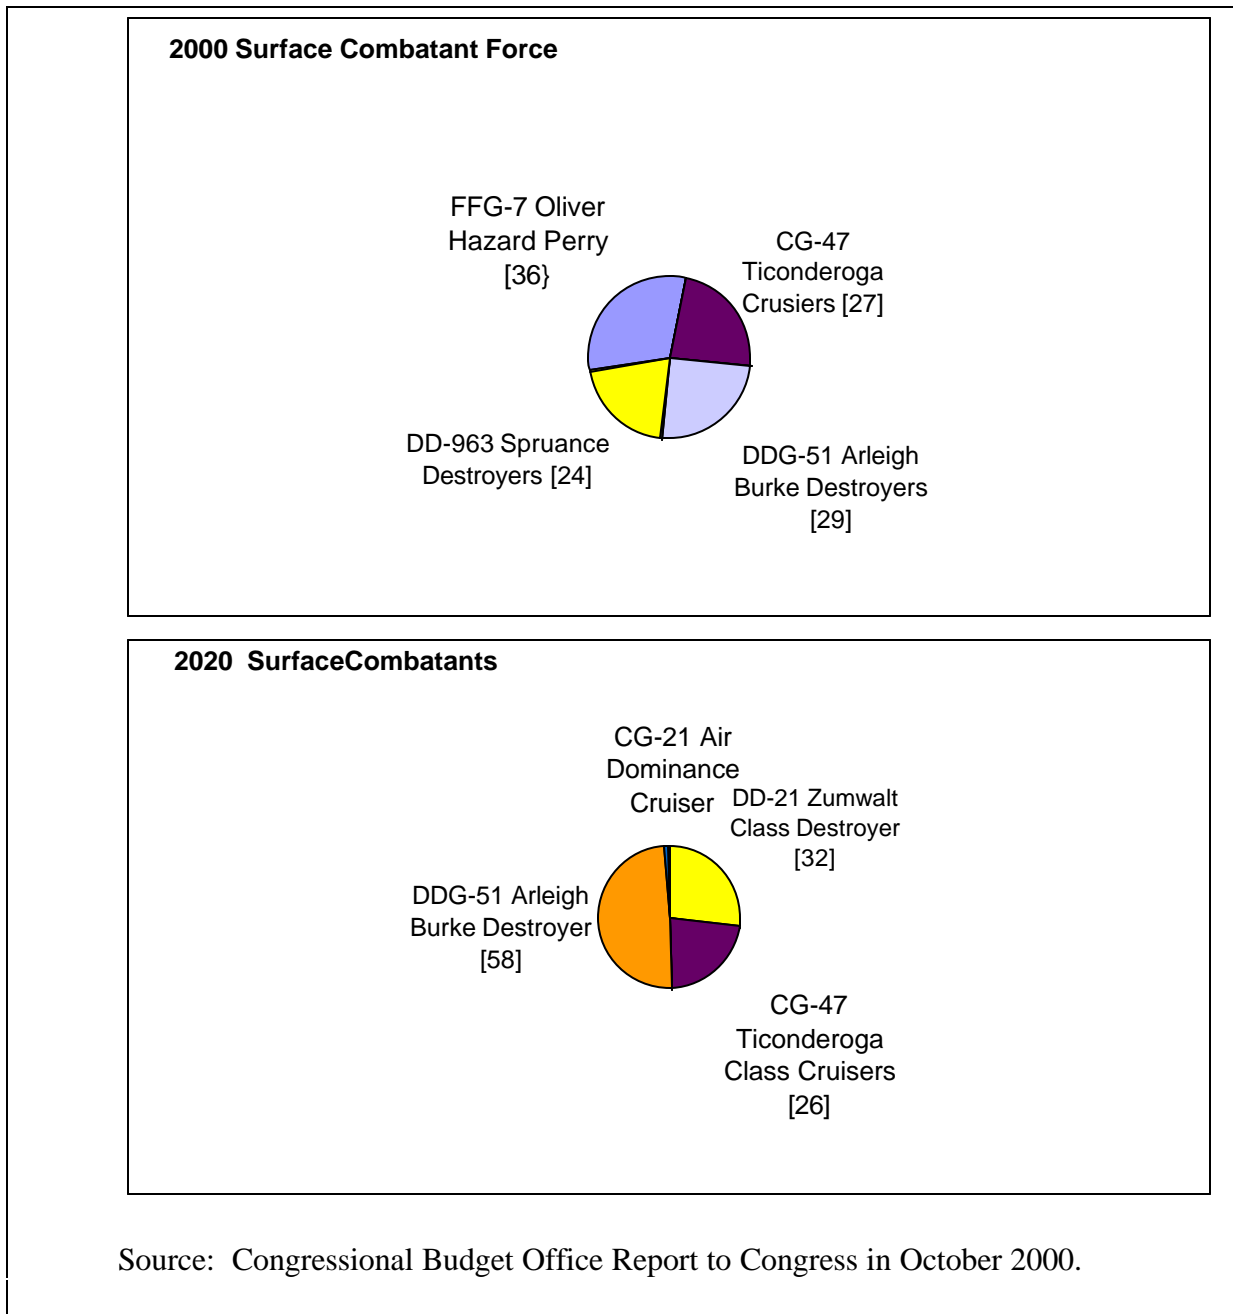 2000 Surface Combatant Force
FFG-7 Oliver
Hazard Perry
[36}
CG-47
Ticonderoga
Crusiers [27]
DD-963 Spruance
Destroyers [24]
DDG-51 Arleigh
Burke Destroyers
[29]
2020  SurfaceCombatants
CG-21 Air
Dominance
Cruiser
DD-21 Zumwalt
Class Destroyer
[32]
DDG-51 Arleigh
Burke Destroyer
[58]
CG-47
Ticonderoga
Class Cruisers
[26]
Source:  Congressional Budget Office Report to Congress in October 2000.